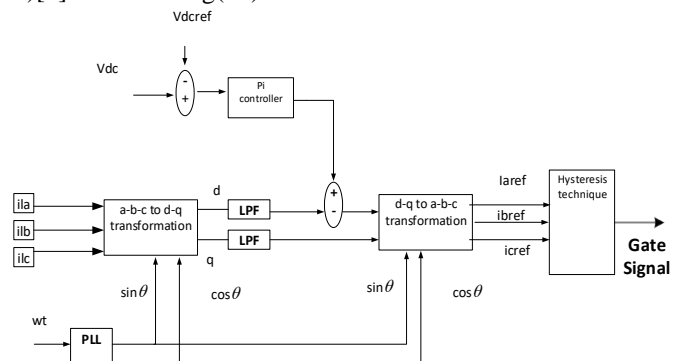 Vdcref
Vdc
-
+
Pi
controller
ila
ilb
ilc
a-b-c to d-q
transformation
d
q
LPF
LPF
+
-
d-q to a-b-c
transformation
Iaref
ibref
icref
Hysteresis
technique
Gate
Signal
sinθ
cosθ
sinθ
cosθ
wt
PLL